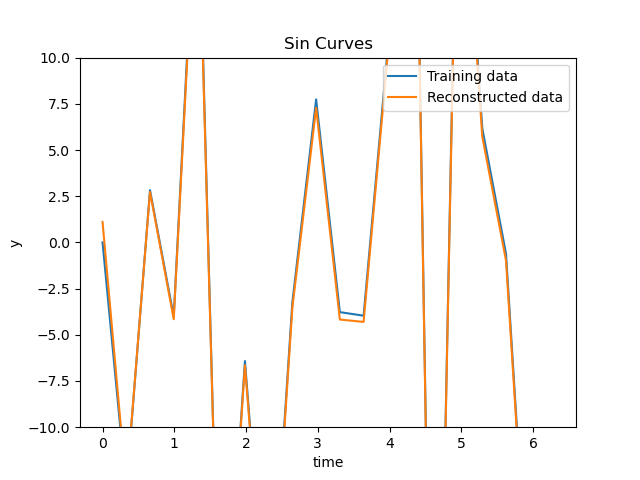 Sin Curves
Training data
Reconstructed data
10.0
7.5
5.0
2.5
0.0
−2.5
−5.0
−7.5
−10.0
y
0 1 2 3 4 5 6
time